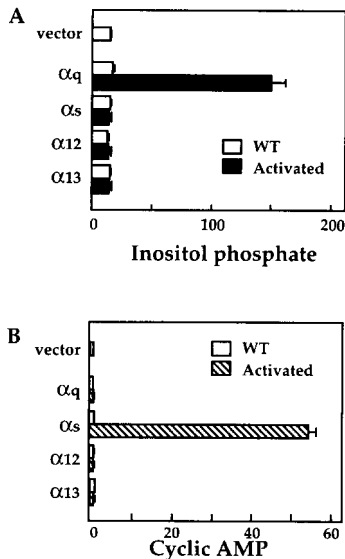 A
vector
αq
αs
α12
α13
WT
Activated
0 100 200
Inositol phosphate
B
vector
αq
αs
α12
α13
WT
Activated
0 20 40 60
Cyclic AMP